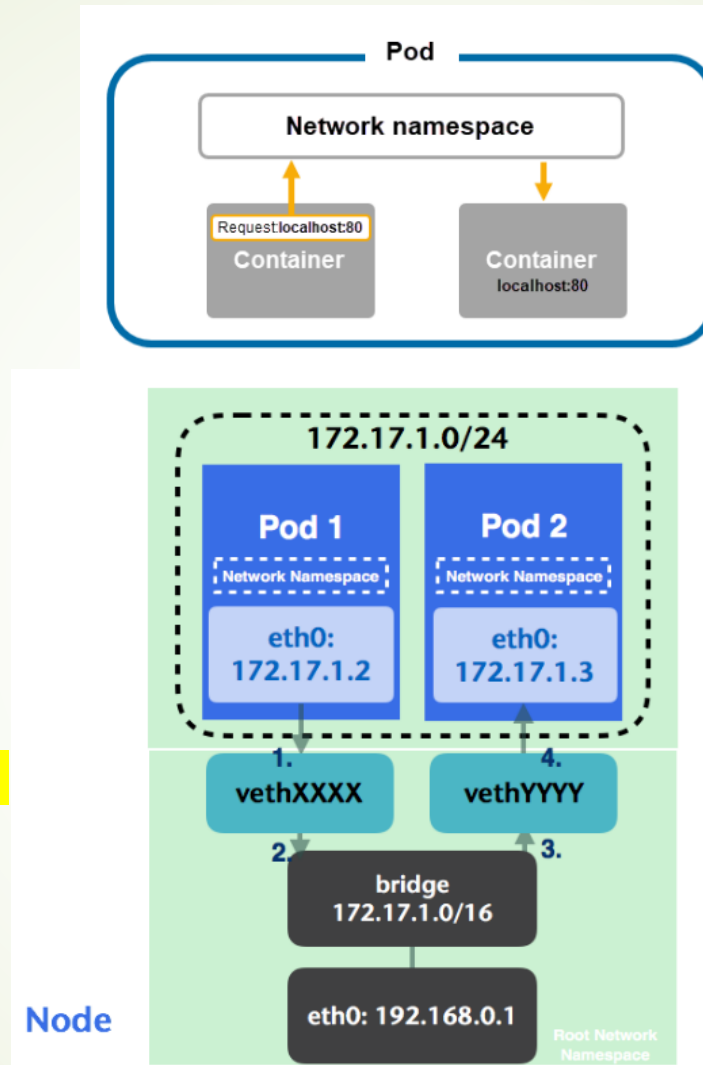 Pod
Network namespace
Request:localhost:80
Container
Container
localhost:80
172.17.1.0/24
Pod 1
Pod 2
Network Namespace
Network Namespace
eth0:
172.17.1.2
eth0:
172.17.1.3
1.
4.
vethXXXX
vethYYYY
2.
3.
bridge
172.17.1.0/16
Node
eth0: 192.168.0.1
Root Network
Namespace